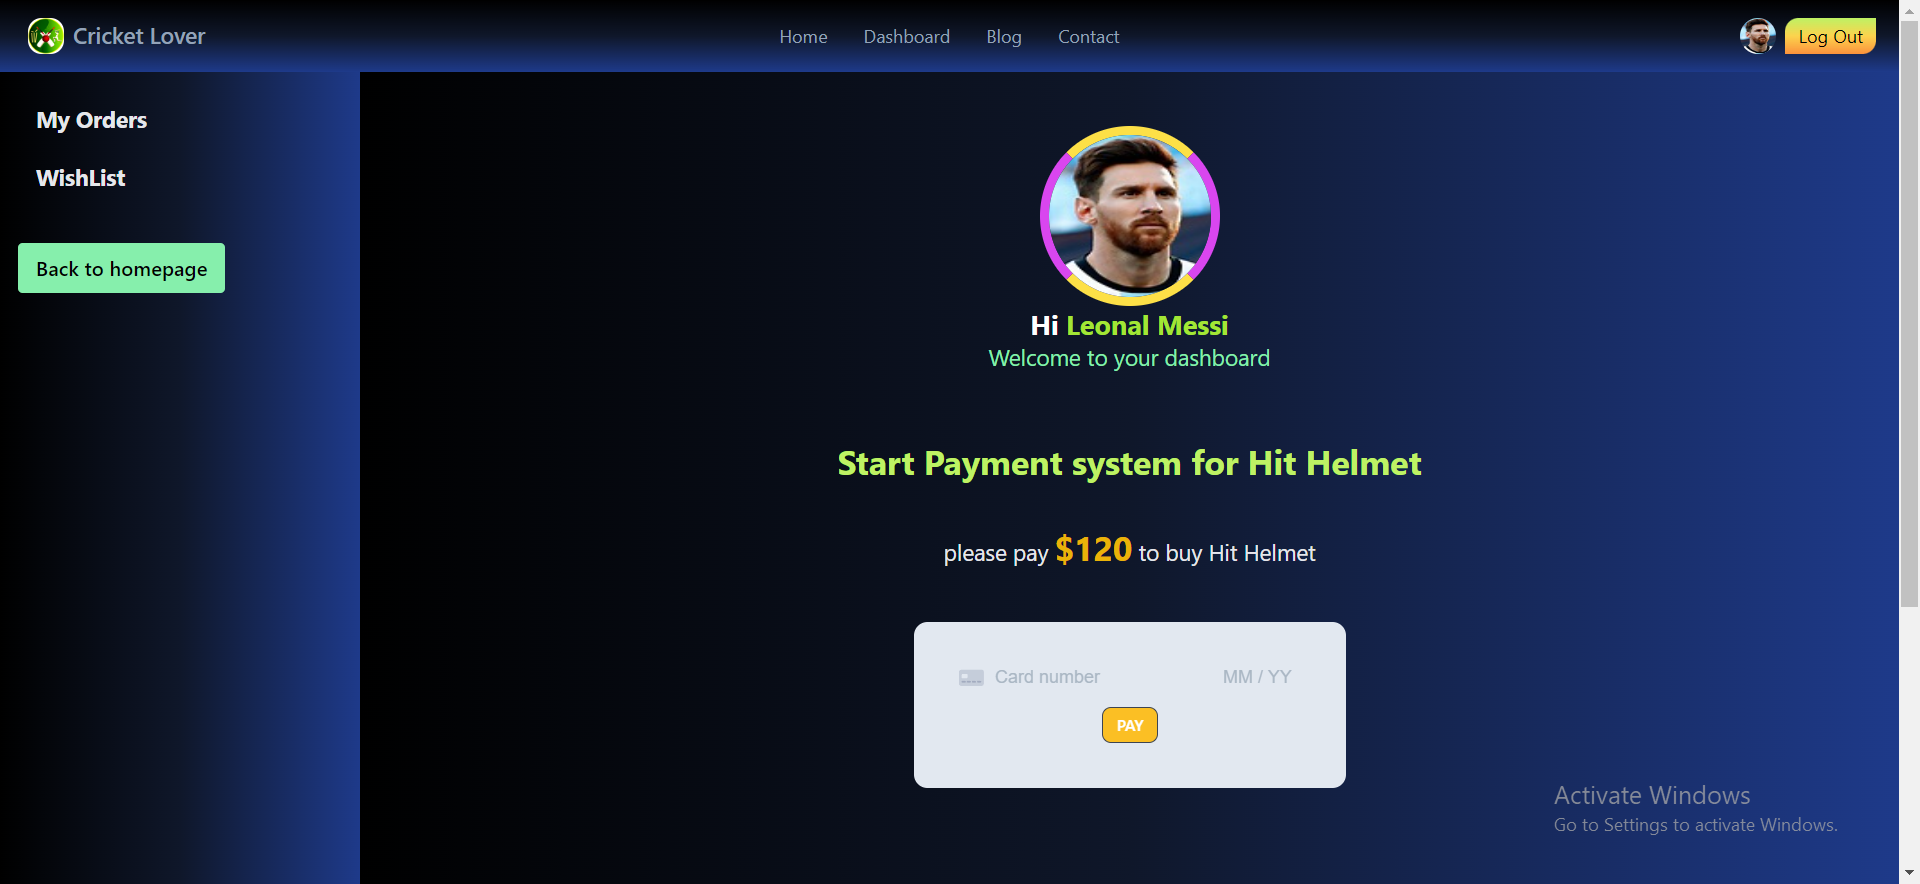 Cricket Lover
Home
Dashboard
Blog
Contact
Log Out
My Orders
WishList
Back to homepage
Hi Leonal Messi
Welcome to your dashboard
Start Payment system for Hit Helmet
please pay $120 to buy Hit Helmet
Card number
MM / YY
PAY
Activate Windows
Go to Settings to activate Windows.